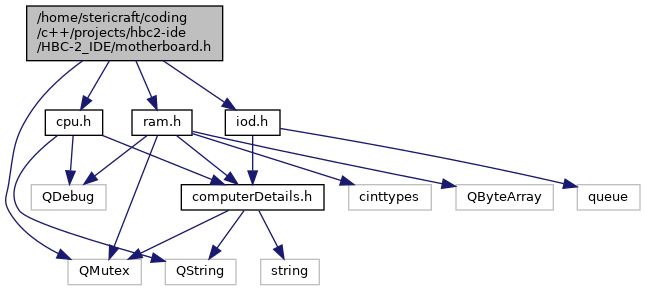 /home/stericraft/coding
/c++/projects/hbc2-ide
/HBC-2_IDE/motherboard.h
cpu.h
ram.h
iod.h
QDebug
computerDetails.h
cinttypes
QByteArray
queue
QMutex
QString
string